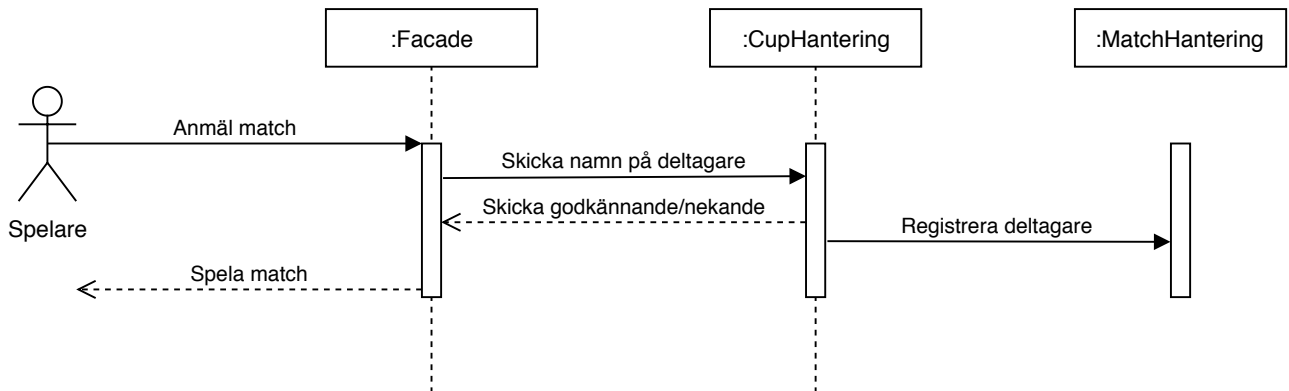 :Facade
:CupHantering
:MatchHantering
Anmäl match
Skicka namn på deltagare
Skicka godkännande/nekande
Registrera deltagare
Spelare
Spela match